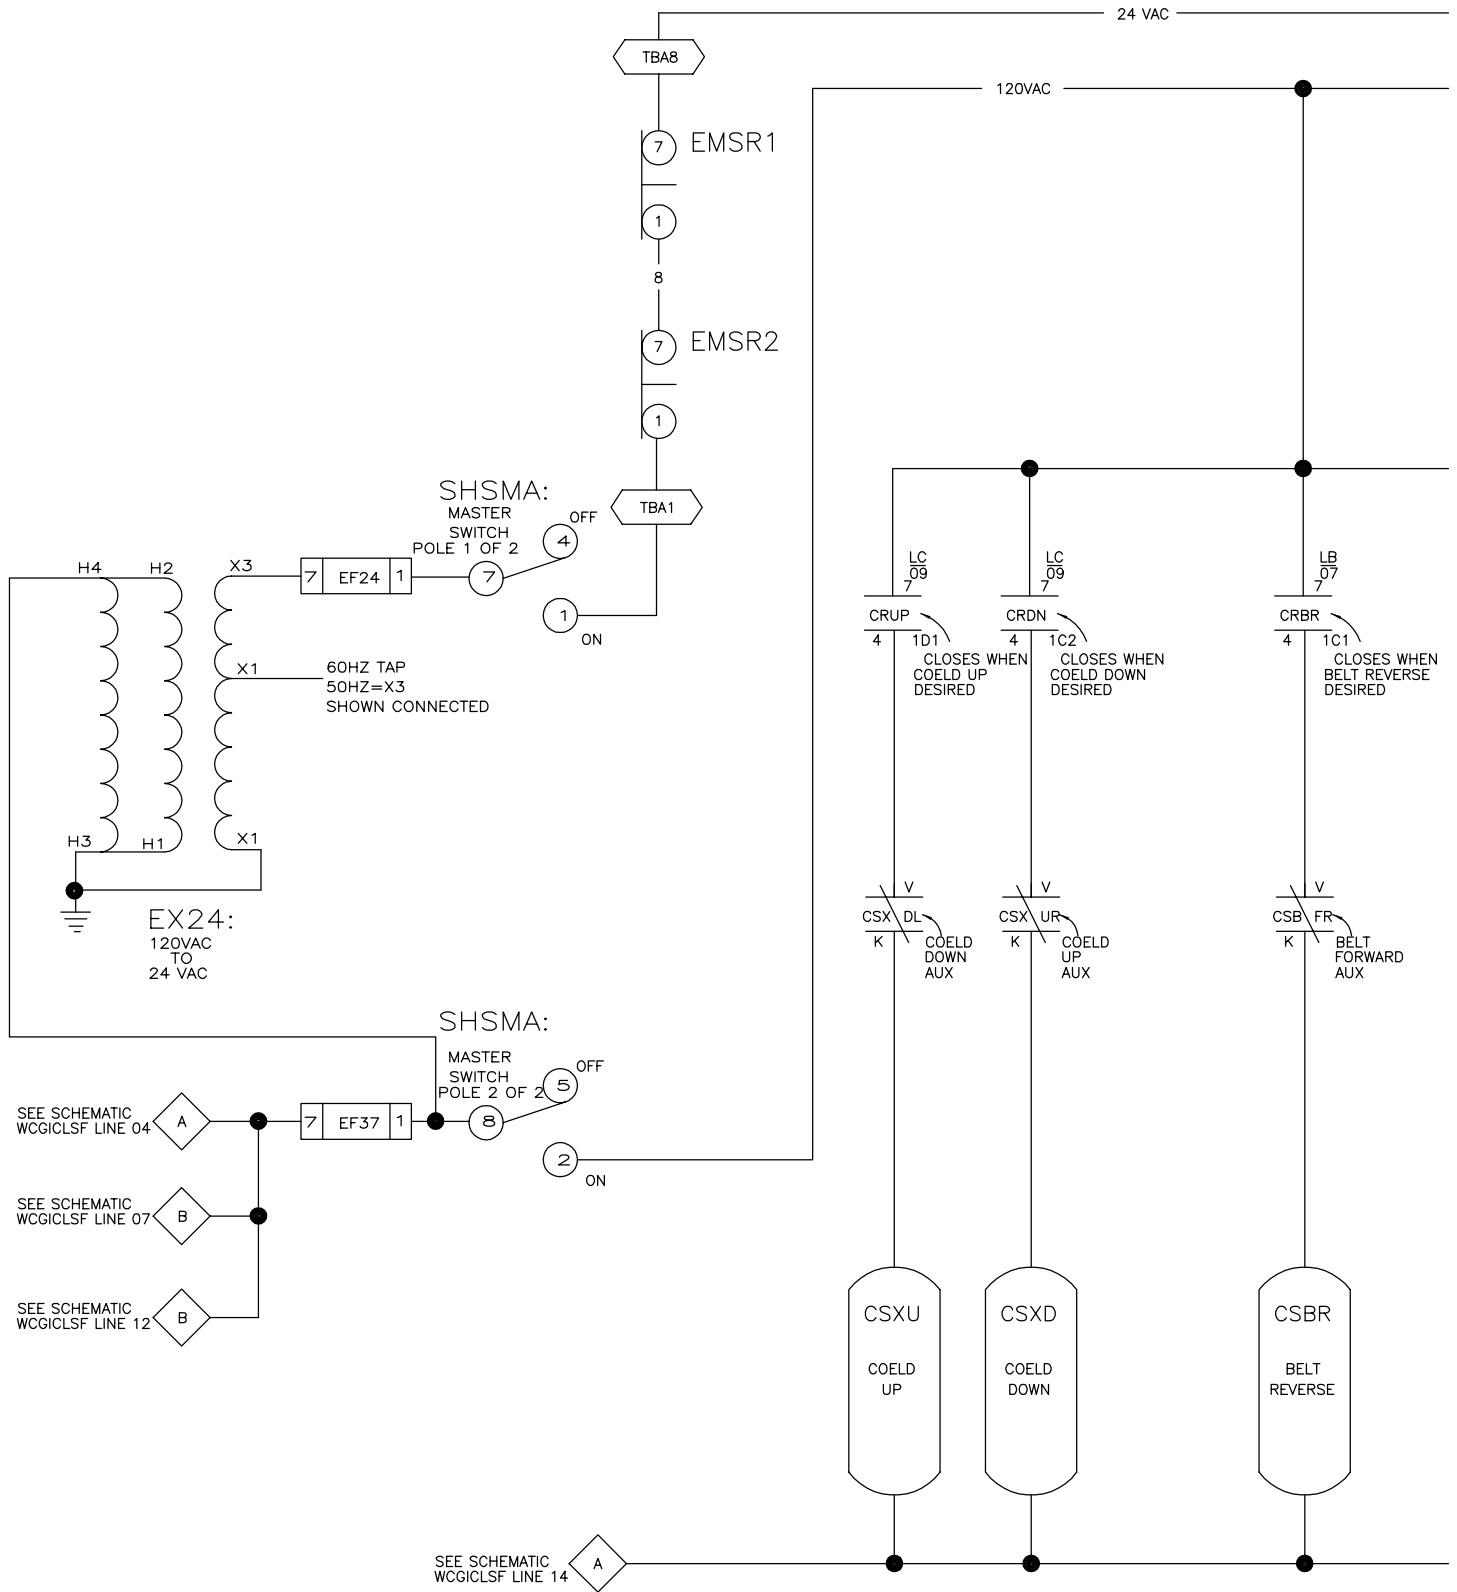 24 VAC
TBA8
120VAC
7
EMSR1
1
8
7
EMSR2
1
SHSMA:
MASTER
SWITCH
POLE 1 OF 2
TBA1
OFF
4
H4
H2
X3
7
EF24
1
7
1
ON
X1
60HZ TAP
50HZ=X3
SHOWN CONNECTED
H3
H1
X1
EX24:
120VAC
TO
24 VAC
LC
09
7
CRUP
4
1D1
CLOSES WHEN
COELD UP
DESIRED
LC
09
7
CRDN
4
1C2
CLOSES WHEN
COELD DOWN
DESIRED
LB
07
7
CRBR
4
1C1
CLOSES WHEN
BELT REVERSE
DESIRED
V
CSX DL
K
COELD
DOWN
AUX
V
CSX UR
K
COELD
UP
AUX
V
CSB FR
K
BELT
FORWARD
AUX
SHSMA:
MASTER
SWITCH
POLE 2 OF 2
OFF
5
SEE SCHEMATIC
WCGICLSF LINE 04
A
7
EF37
1
8
2
ON
SEE SCHEMATIC
WCGICLSF LINE 07
B
SEE SCHEMATIC
WCGICLSF LINE 12
B
CSXU
COELD
UP
CSXD
COELD
DOWN
CSBR
BELT
REVERSE
SEE SCHEMATIC
WCGICLSF LINE 14
A